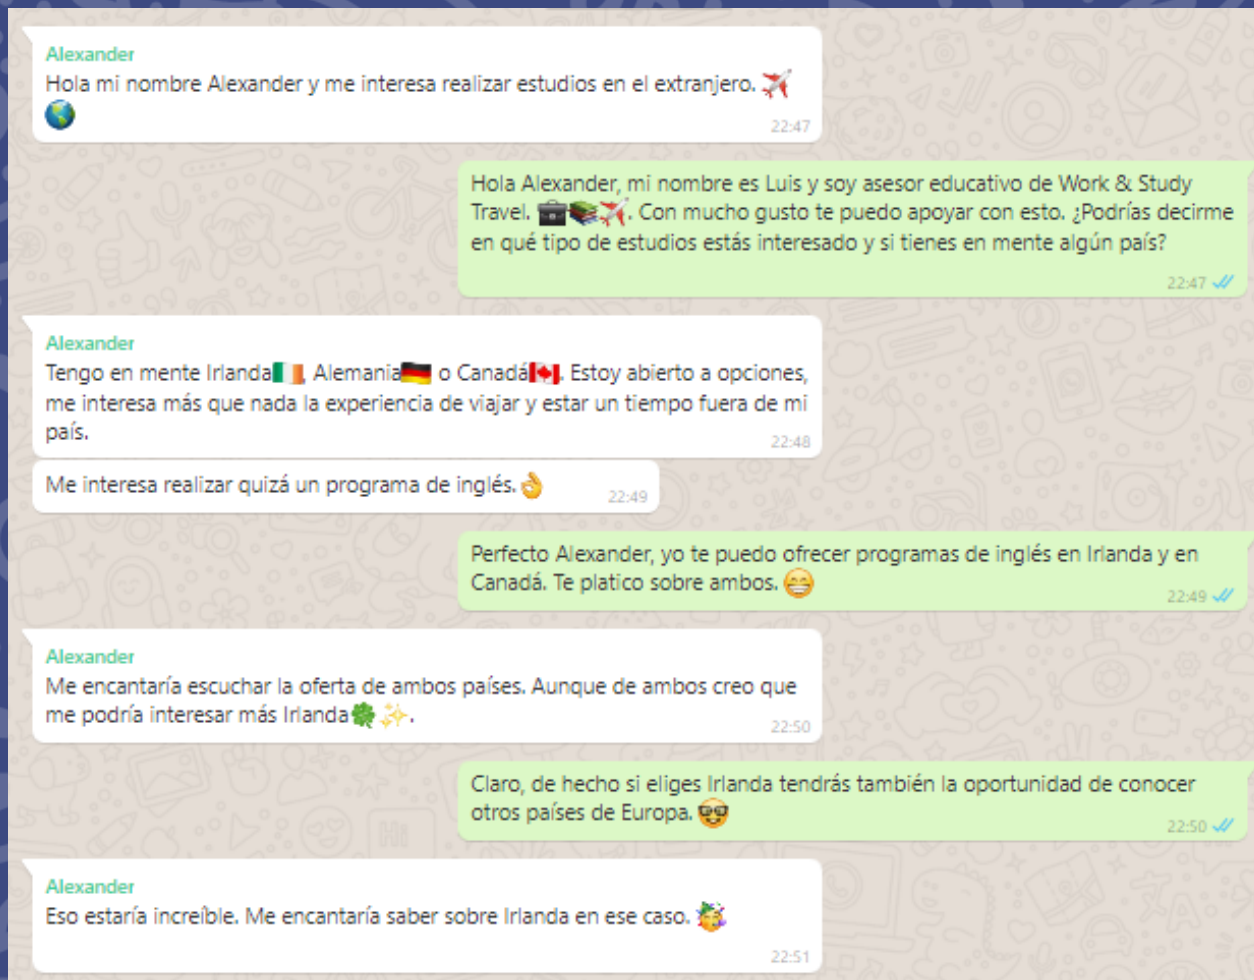 Alexander
Hola mi nombre Alexander y me interesa realizar estudios en el extranjero. ✈️
🌎
22:47
Hola Alexander, mi nombre es Luis y soy asesor educativo de Work & Study
Travel. 💼📚✈️. Con mucho gusto te puedo apoyar con esto. ¿Podrías decirme
en qué tipo de estudios estás interesado y si tienes en mente algún país?
22:47
Alexander
Tengo en mente Irlanda🇮🇪, Alemania🇩🇪 o Canadá🇨🇦. Estoy abierto a opciones,
me interesa más que nada la experiencia de viajar y estar un tiempo fuera de mi
país.
22:48
Me interesa realizar quizá un programa de inglés.👌
22:49
Perfecto Alexander, yo te puedo ofrecer programas de inglés en Irlanda y en
Canadá. Te platico sobre ambos. 😁
22:49
Alexander
Me encantaría escuchar la oferta de ambos países. Aunque de ambos creo que
me podría interesar más Irlanda🍀✨.
22:50
Claro, de hecho si eliges Irlanda tendrás también la oportunidad de conocer
otros países de Europa. 🤓
22:50
Alexander
Eso estaría increíble. Me encantaría saber sobre Irlanda en ese caso. 🥳
22:51